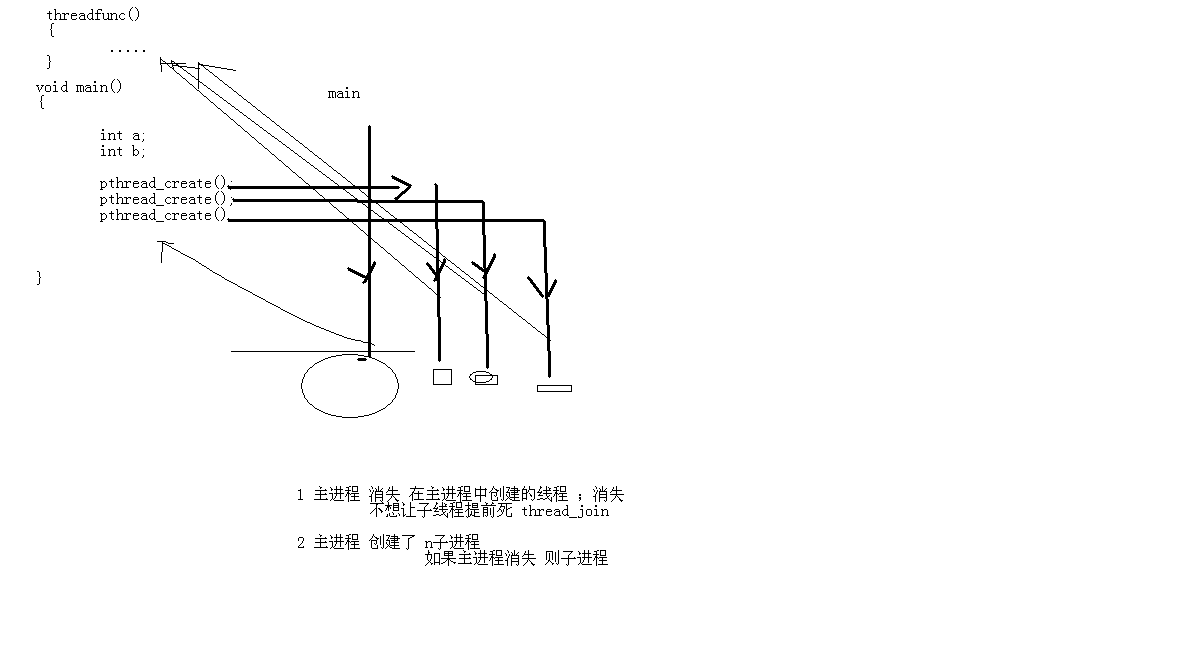 threadfunc()
{
.....
}
void main()
{
main
int a;
int b;
pthread_create();
pthread_create();
pthread_create();
}
1 主进程 消失 在主进程中创建的线程 ；消失
不想让子线程提前死 thread_join
2 主进程 创建了 n子进程
如果主进程消失 则子进程